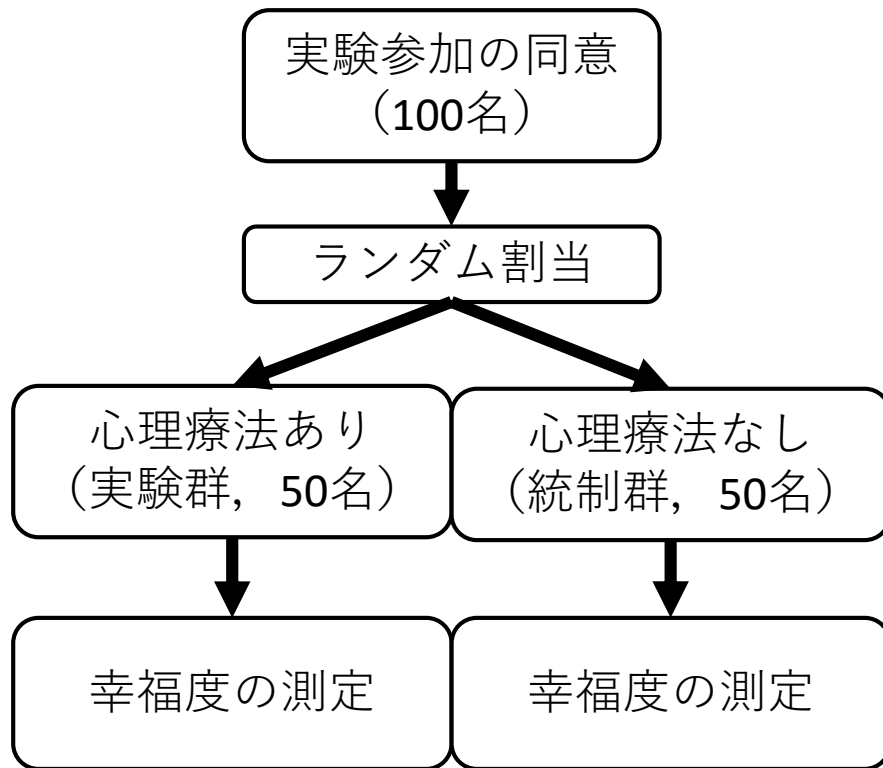 実験参加の同意
（100名）
ランダム割当
心理療法あり
（実験群，50名）
心理療法なし
（統制群，50名）
幸福度の測定
幸福度の測定